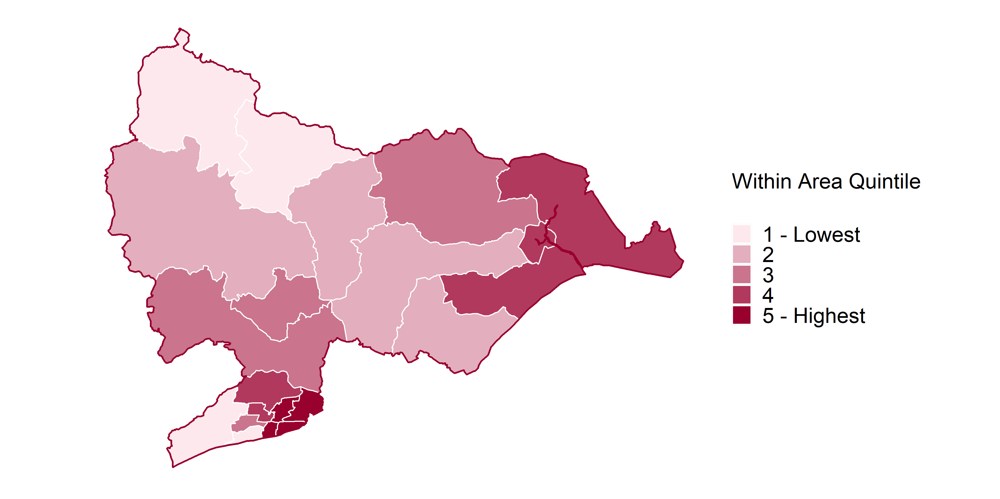 Within Area Quintile
1 - Lowest
2
3
4
5 - Highest